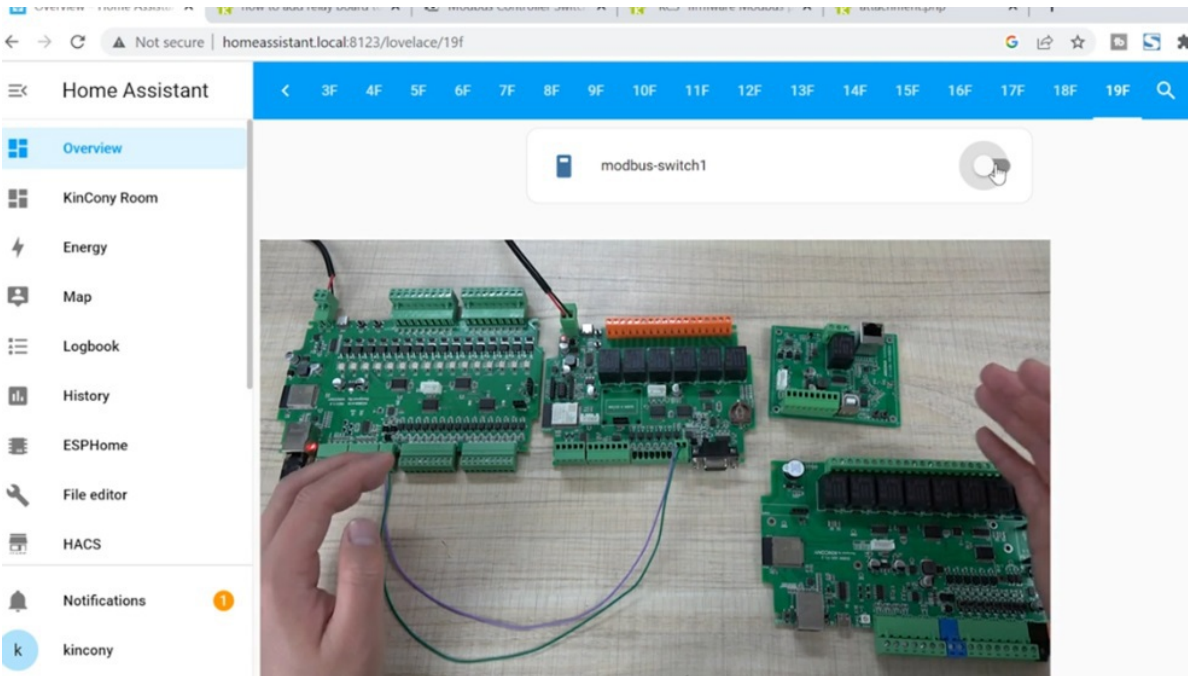 Not secure homeassistant.local:8123/lovelace/19f
Home Assistant
3F 4F 5F 6F 7F 8F 9F 10F 11F 12F 13F 14F 15F 16F 17F 18F 19F
Overview
modbus-switch1
KinCony Room
Energy
Map
Logbook
History
ESPHome
File editor
HACS
Notifications 1
k kincony